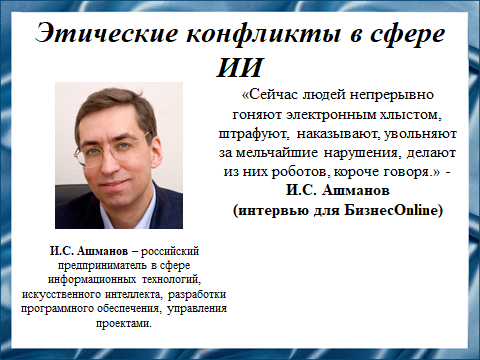 Этические конфликты в сфере
ИИ
«Сейчас людей непрерывно
гоняют электронным хлыстом,
штрафуют, наказывают, увольняют
за мельчайшие нарушения, делают
из них роботов, короче говоря.» -
И.С. Ашманов
(интервью для БизнесOnline)
И.С. Ашманов – российский
предприниматель в сфере
информационных технологий,
искусственного интеллекта, разработки
программного обеспечения, управления
проектами.